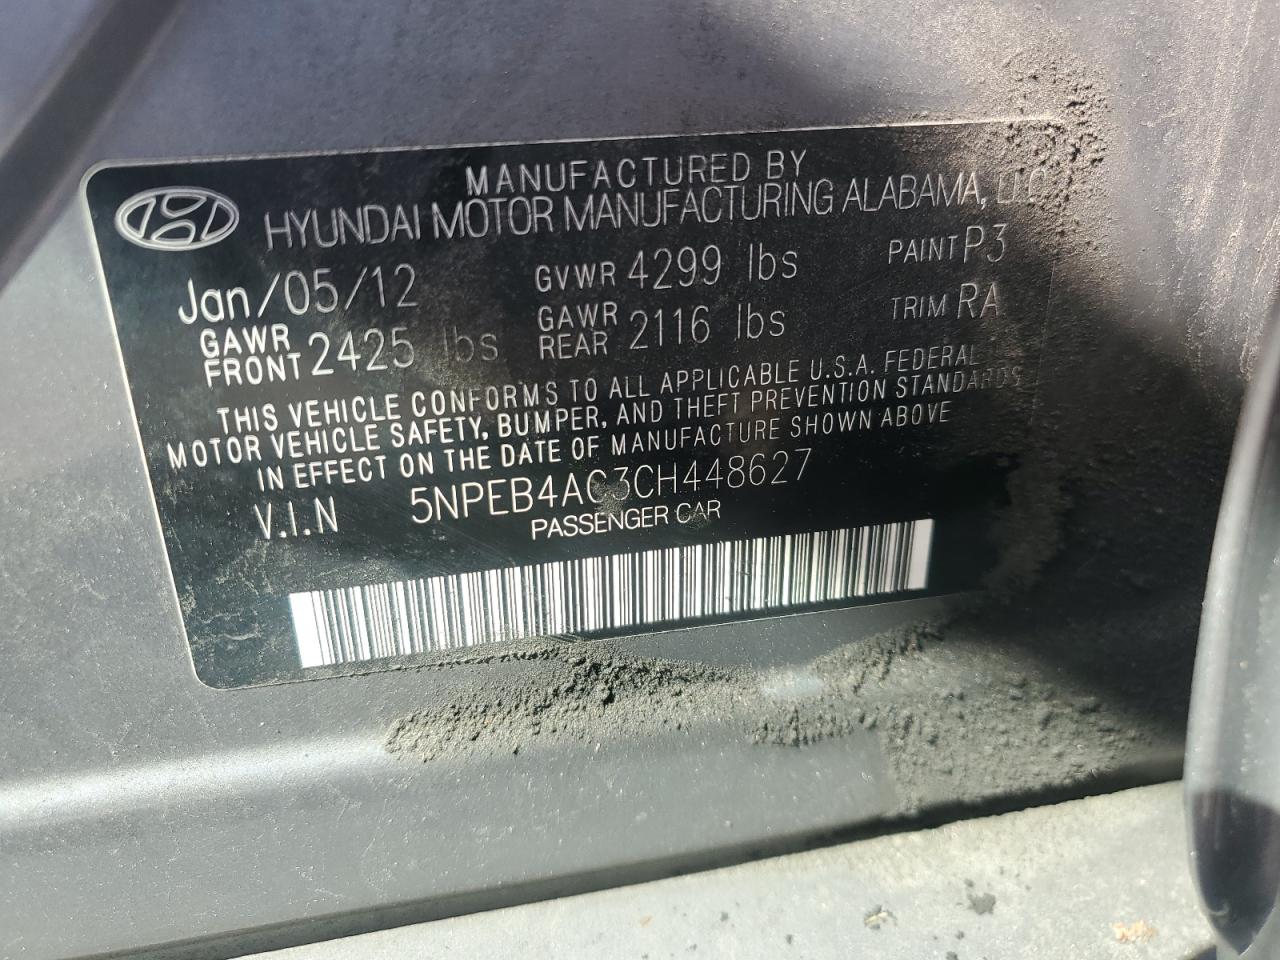 MANUFACTURED BY
HYUNDAI MOTOR MANUFACTURING ALABAMA, LLC
Jan/05/12 GVWR 4299 lbs PAINT P3
GAWR FRONT 2425 lbs GAWR REAR 2116 lbs TRIM RA
THIS VEHICLE CONFORMS TO ALL APPLICABLE U.S.A. FEDERAL
MOTOR VEHICLE SAFETY, BUMPER, AND THEFT PREVENTION STANDARDS
IN EFFECT ON THE DATE OF MANUFACTURE SHOWN ABOVE
V.I.N 5NPEB4AC3CH448627
PASSENGER CAR